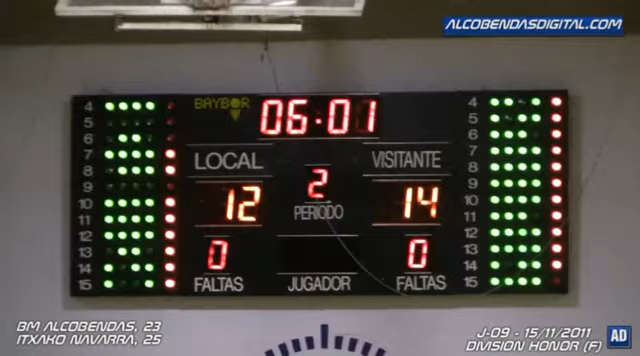 ALCOBENDASDIGITAL.COM
BAYBOR
06:01
LOCAL
VISITANTE
12
2
14
PERIODO
0
0
FALTAS
JUGADOR
FALTAS
4
5
6
7
8
9
10
11
12
13
14
15
4
5
6
7
8
9
10
11
12
13
14
15
BM ALCOBENDAS, 23
ITXAKO NAVARRA, 25
J-09 - 15/11/2011
DIVISION HONOR (F)
AD